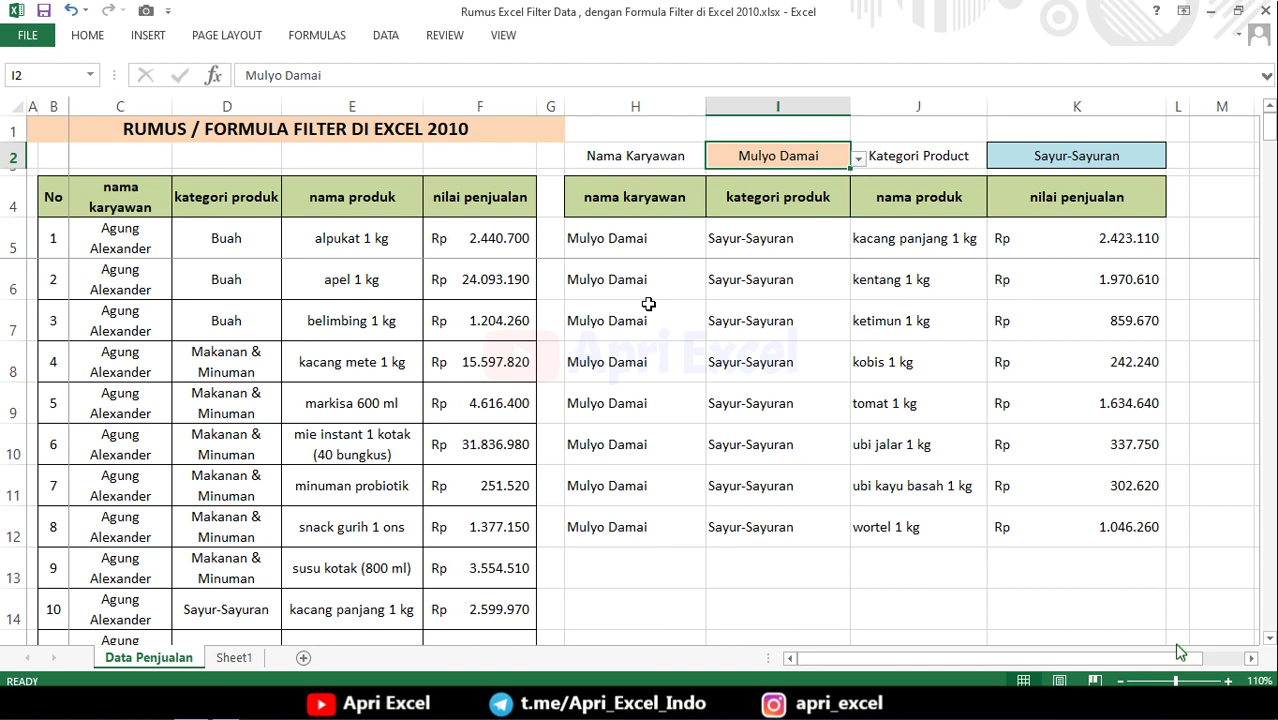 Rumus Excel Filter Data , dengan Formula Filter di Excel 2010.xlsx - Excel
?
FILE HOME INSERT PAGE LAYOUT FORMULAS DATA REVIEW VIEW
I2 fx Mulyo Damai
A B C D E F G H I J K L M
1 RUMUS / FORMULA FILTER DI EXCEL 2010
2 Nama Karyawan Mulyo Damai Kategori Product Sayur-Sayuran
4 No nama karyawan kategori produk nama produk nilai penjualan nama karyawan kategori produk nama produk nilai penjualan
5 1 Agung Alexander Buah alpukat 1 kg Rp 2.440.700 Mulyo Damai Sayur-Sayuran kacang panjang 1 kg Rp 2.423.110
6 2 Agung Alexander Buah apel 1 kg Rp 24.093.190 Mulyo Damai Sayur-Sayuran kentang 1 kg Rp 1.970.610
7 3 Agung Alexander Buah belimbing 1 kg Rp 1.204.260 Mulyo Damai Sayur-Sayuran ketimun 1 kg Rp 859.670
Apri Excel
8 4 Agung Alexander Makanan & Minuman kacang mete 1 kg Rp 15.597.820 Mulyo Damai Sayur-Sayuran kobis 1 kg Rp 242.240
9 5 Agung Alexander Makanan & Minuman markisa 600 ml Rp 4.616.400 Mulyo Damai Sayur-Sayuran tomat 1 kg Rp 1.634.640
10 6 Agung Alexander Makanan & Minuman mie instant 1 kotak (40 bungkus) Rp 31.836.980 Mulyo Damai Sayur-Sayuran ubi jalar 1 kg Rp 337.750
11 7 Agung Alexander Makanan & Minuman minuman probiotik Rp 251.520 Mulyo Damai Sayur-Sayuran ubi kayu basah 1 kg Rp 302.620
12 8 Agung Alexander Makanan & Minuman snack gurih 1 ons Rp 1.377.150 Mulyo Damai Sayur-Sayuran wortel 1 kg Rp 1.046.260
13 9 Agung Alexander Makanan & Minuman susu kotak (800 ml) Rp 3.554.510
14 10 Agung Alexander Sayur-Sayuran kacang panjang 1 kg Rp 2.599.970
Agung
Data Penjualan Sheet1
READY 110%
Apri Excel t.me/Apri_Excel_Indo apri_excel